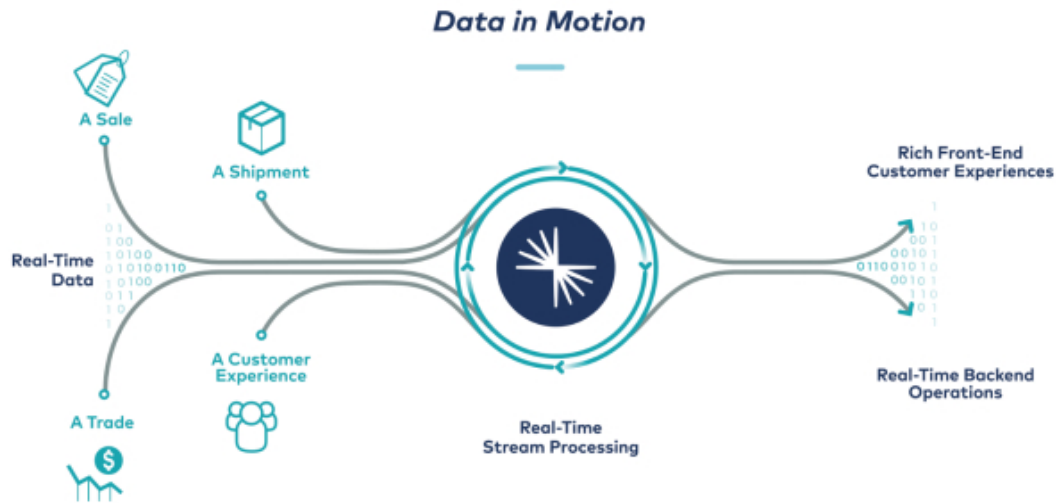 Data in Motion
A Sale
A Shipment
Real-Time
Data
A Customer
Experience
A Trade
$
Real-Time
Stream Processing
Rich Front-End
Customer Experiences
Real-Time Backend
Operations